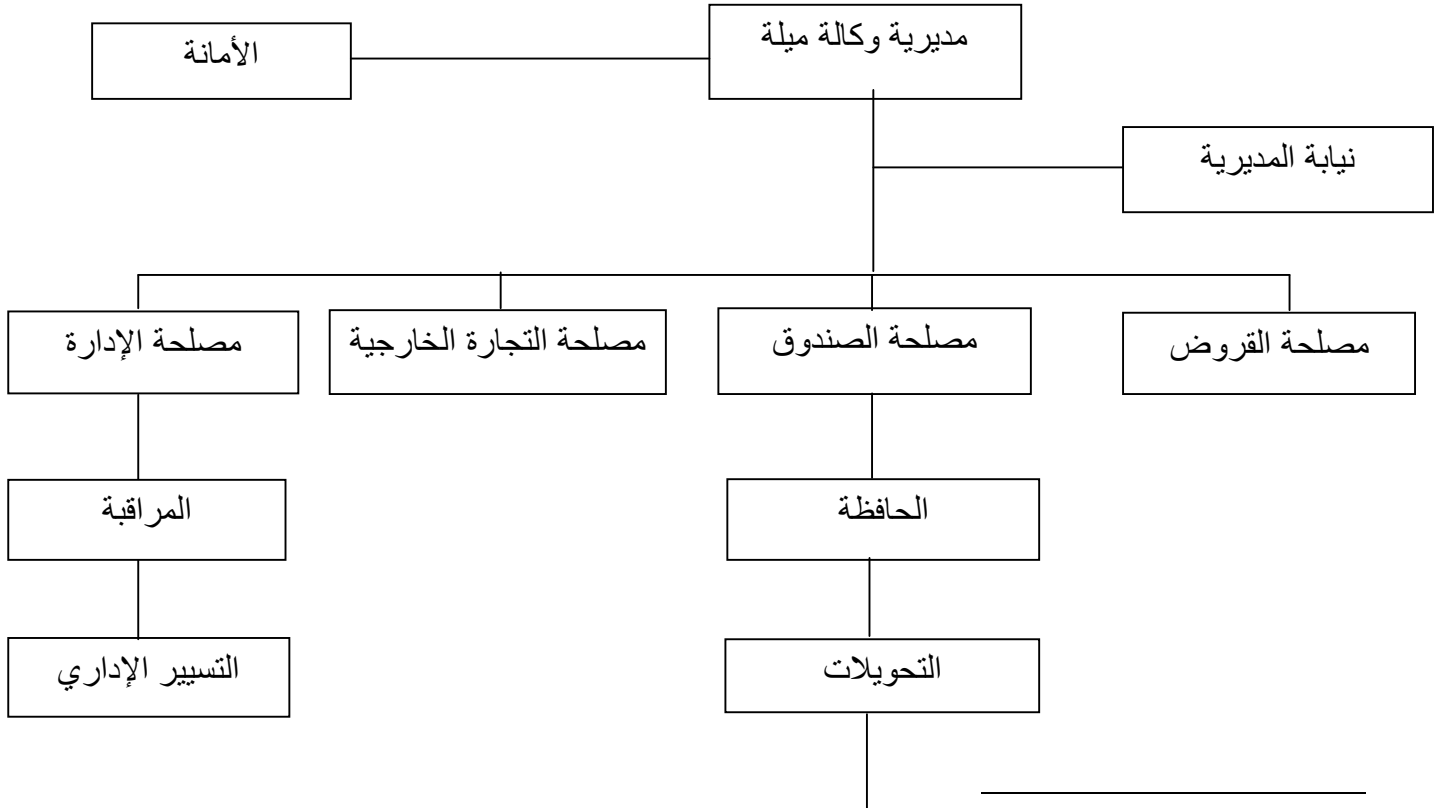 مديرية وكالة ميلة
الأمانة
نيابة المديرية
مصلحة القروض
مصلحة الصندوق
مصلحة التجارة الخارجية
مصلحة الإدارة
الحافظة
المراقبة
التحويلات
التسيير الإداري